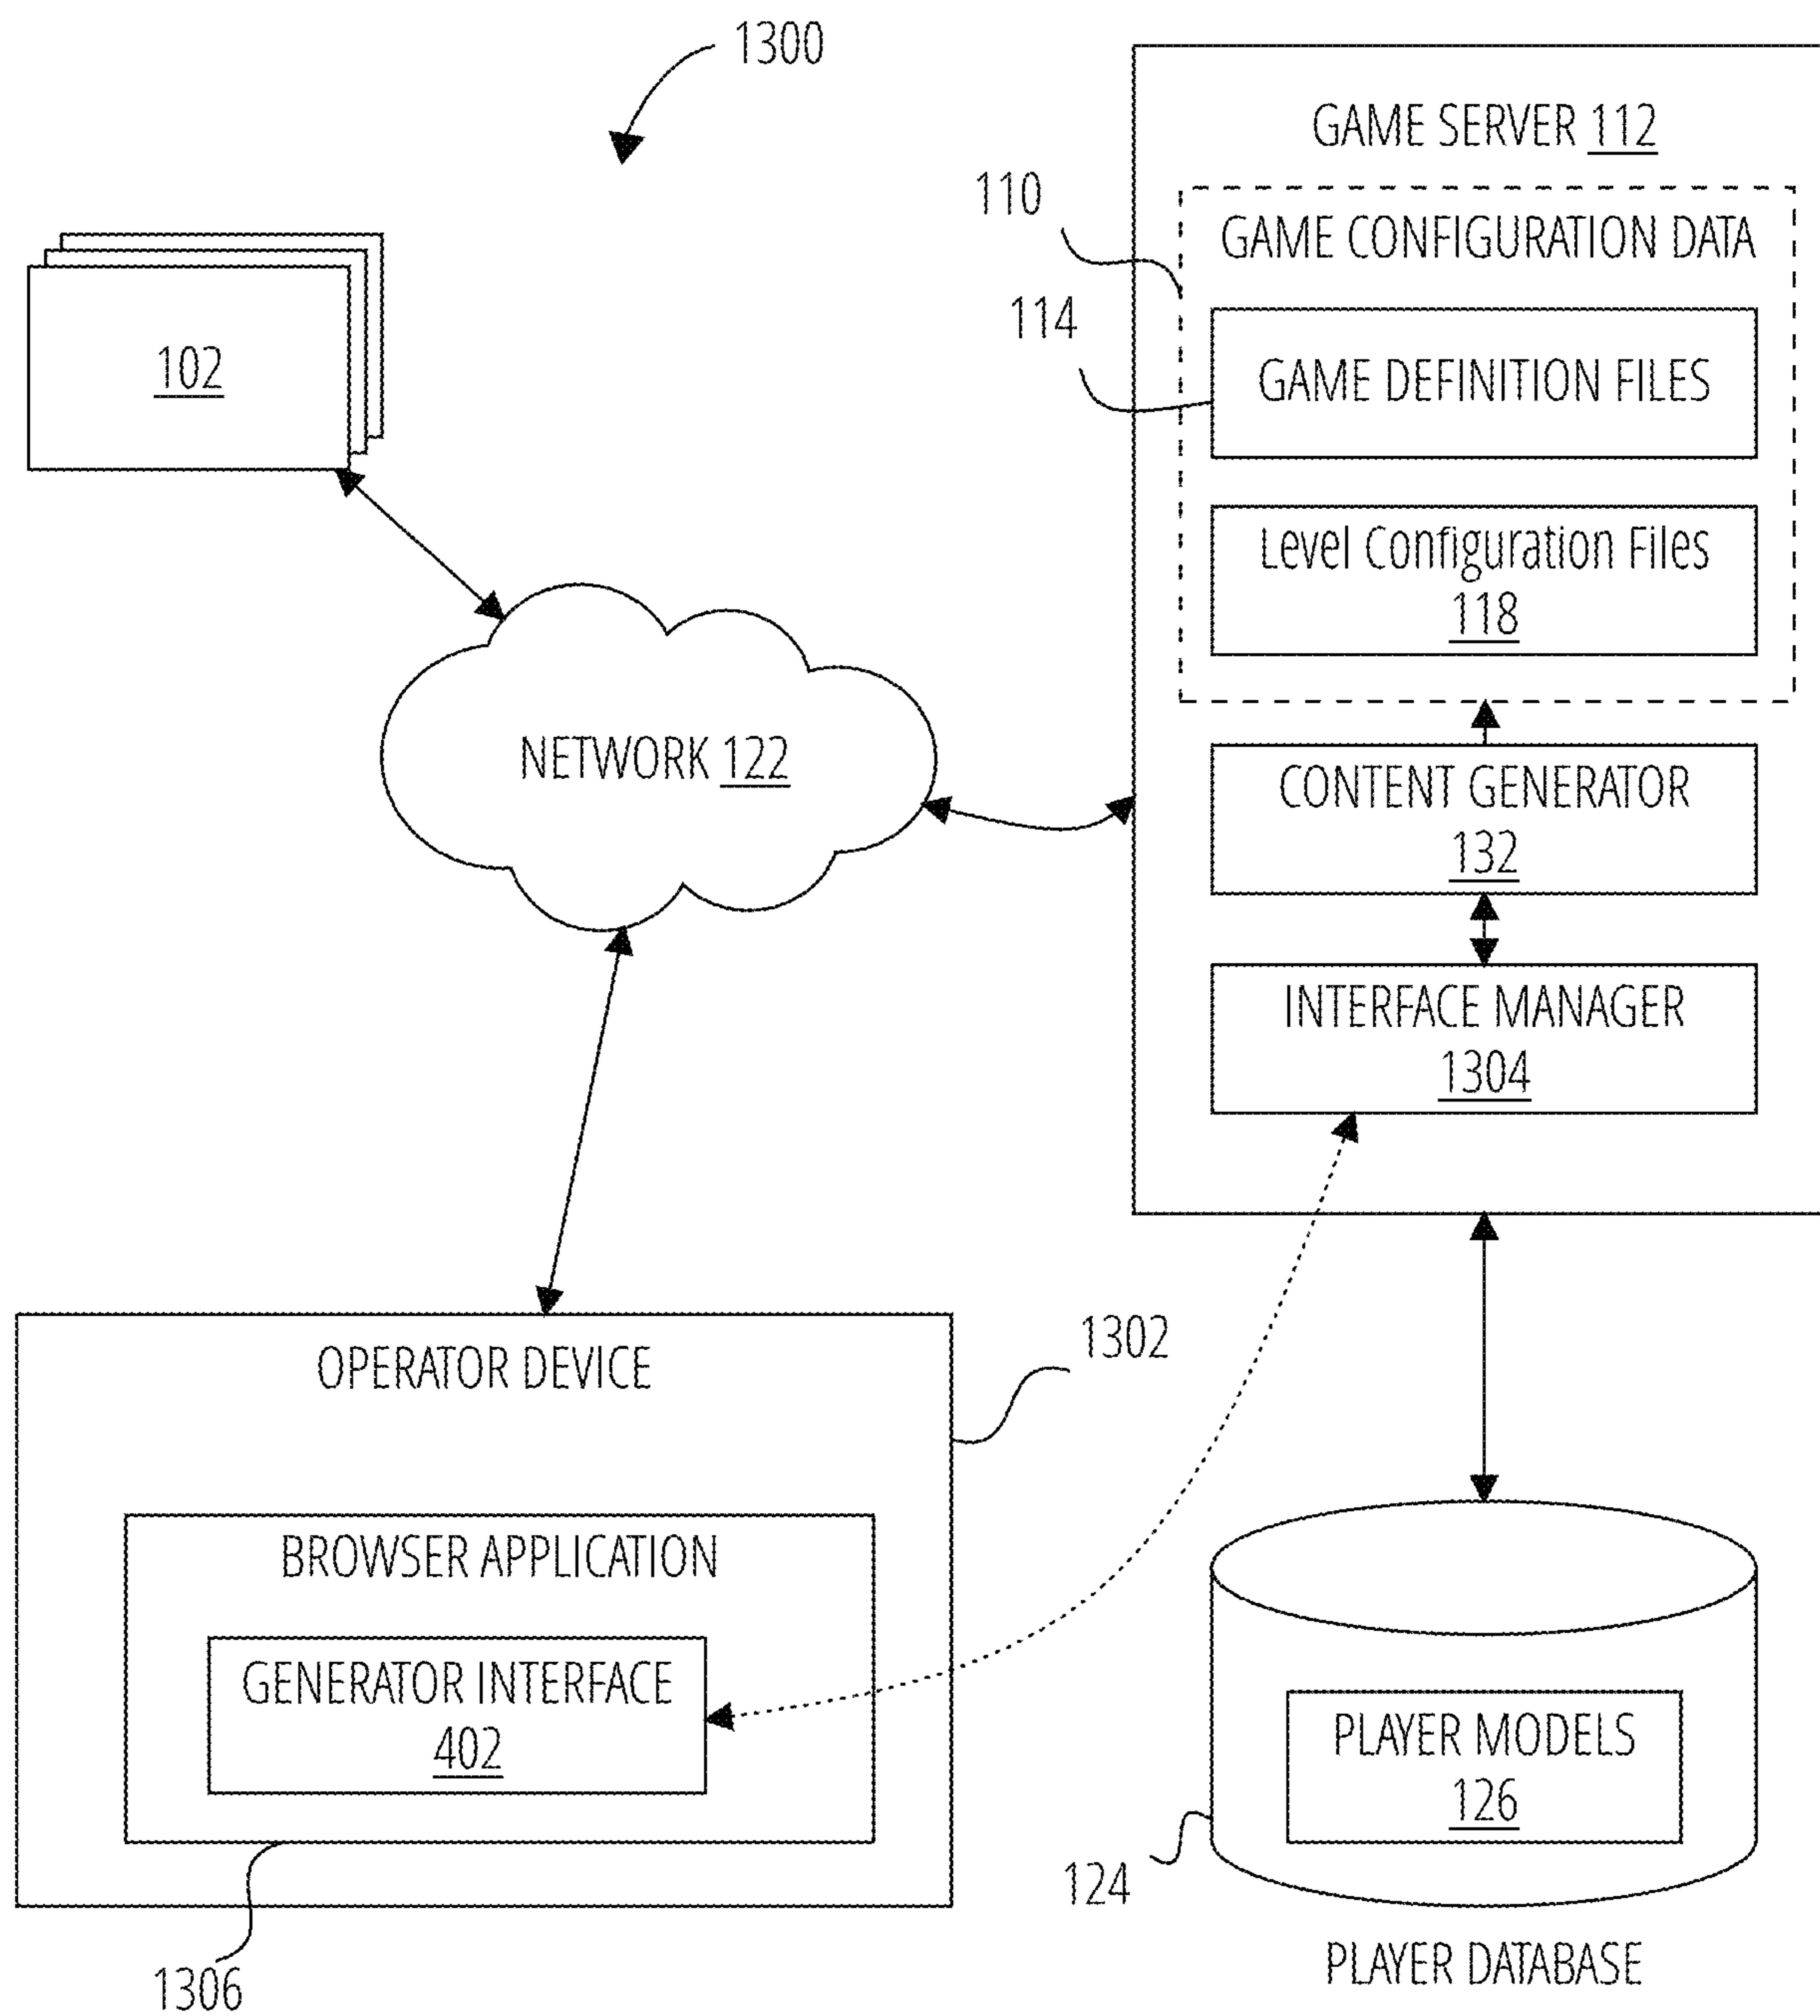 1300
GAME SERVER 112
110
GAME CONFIGURATION DATA
114
GAME DEFINITION FILES
102
Level Configuration Files
118
NETWORK 122
CONTENT GENERATOR
132
INTERFACE MANAGER
1304
OPERATOR DEVICE
1302
BROWSER APPLICATION
GENERATOR INTERFACE
402
PLAYER MODELS
126
124
1306
PLAYER DATABASE